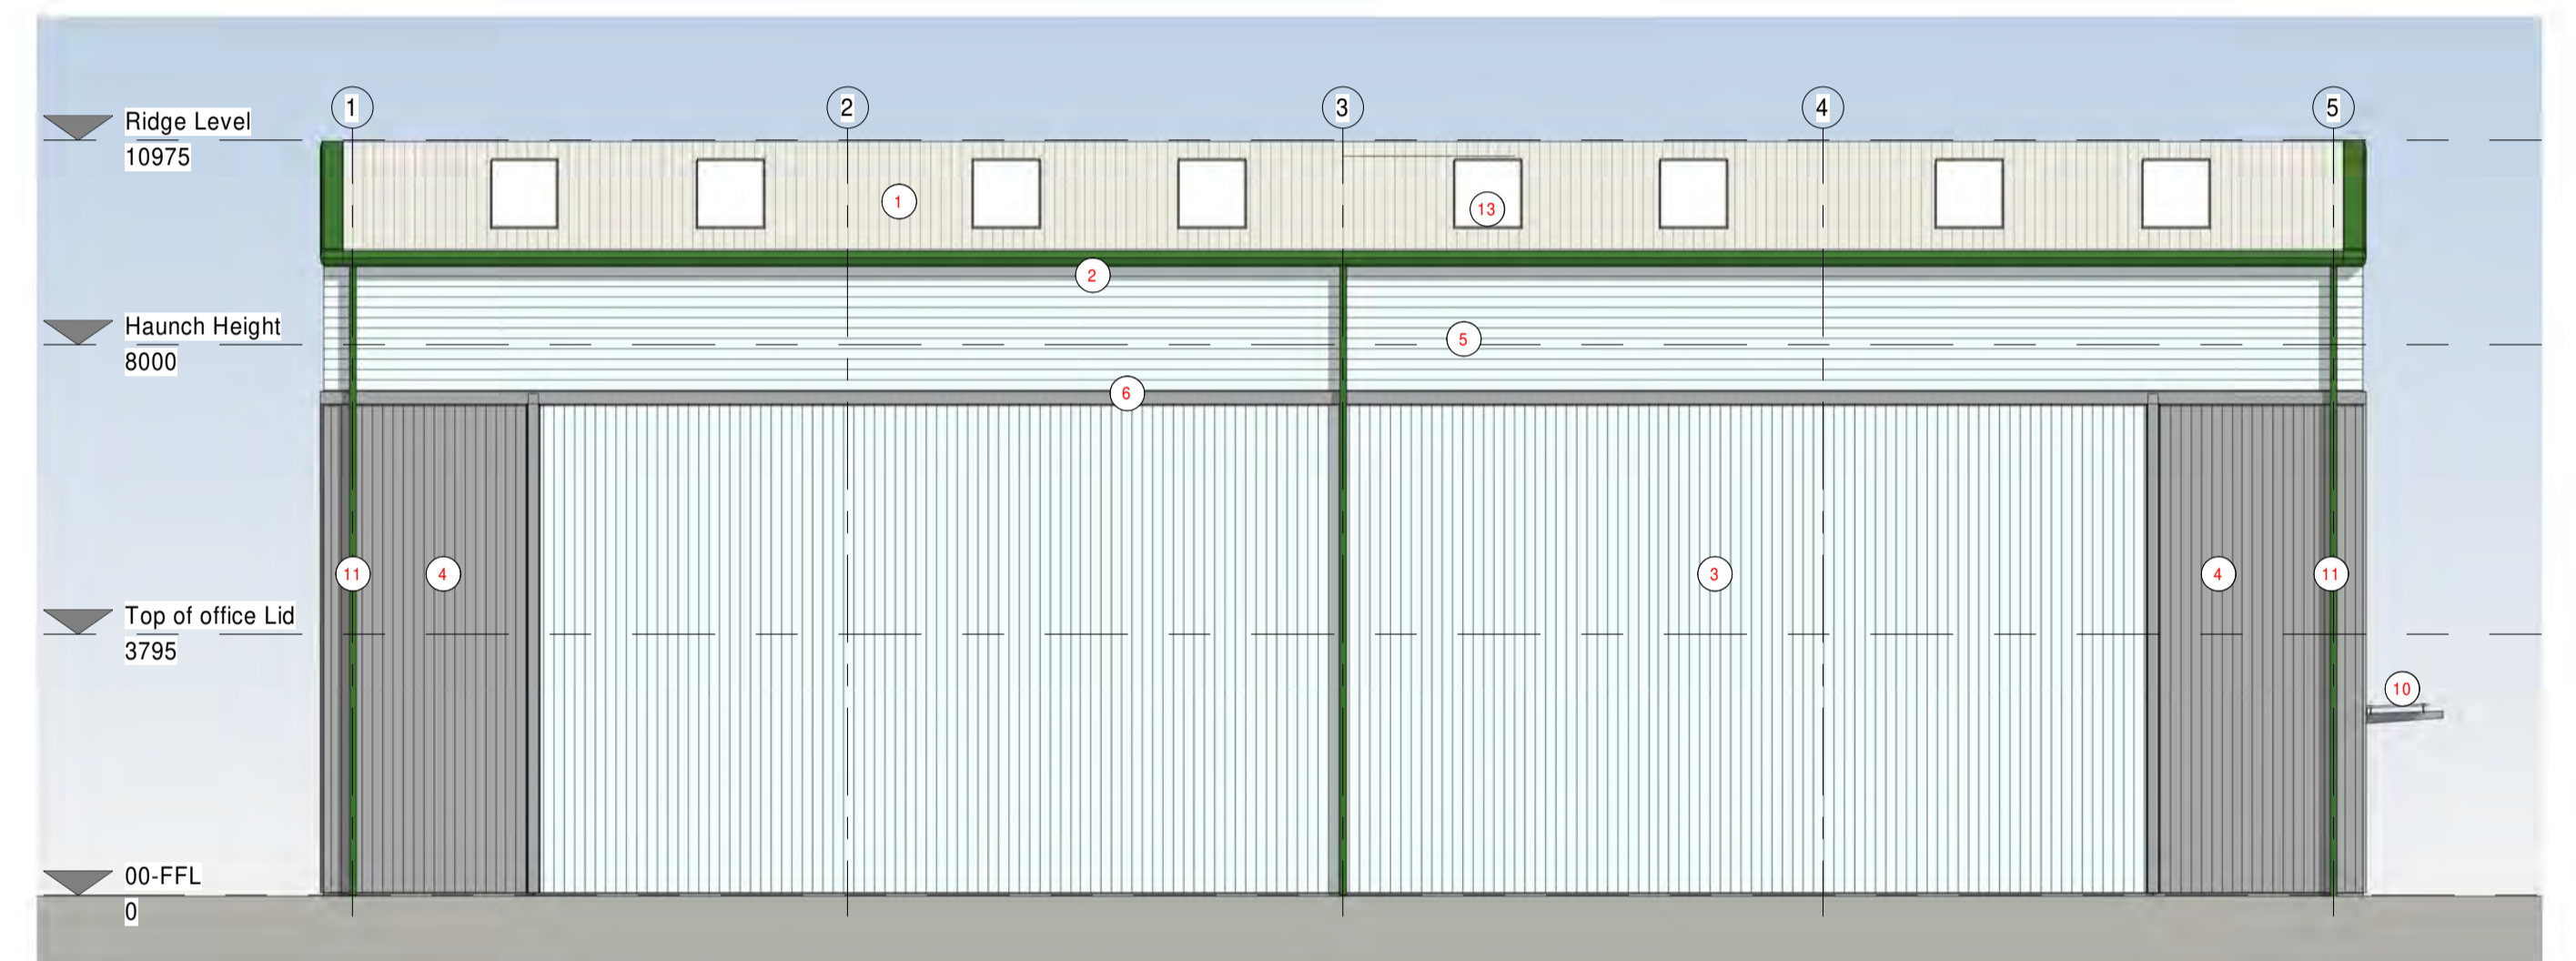 1 2 3 4 5
Ridge Level
10975
1
13
2
Haunch Height
8000
5
6
11 4 3 4 11
Top of office Lid
3795
10
00-FFL
0